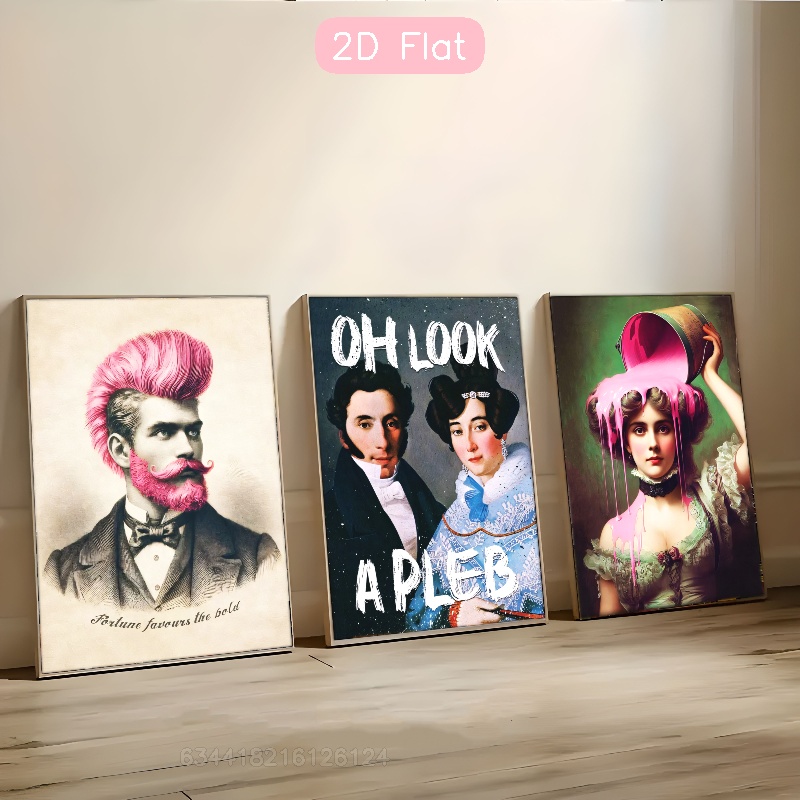 2D Flat
OH LOOK
A PLEB
Fortune favours the bold
634418216126124